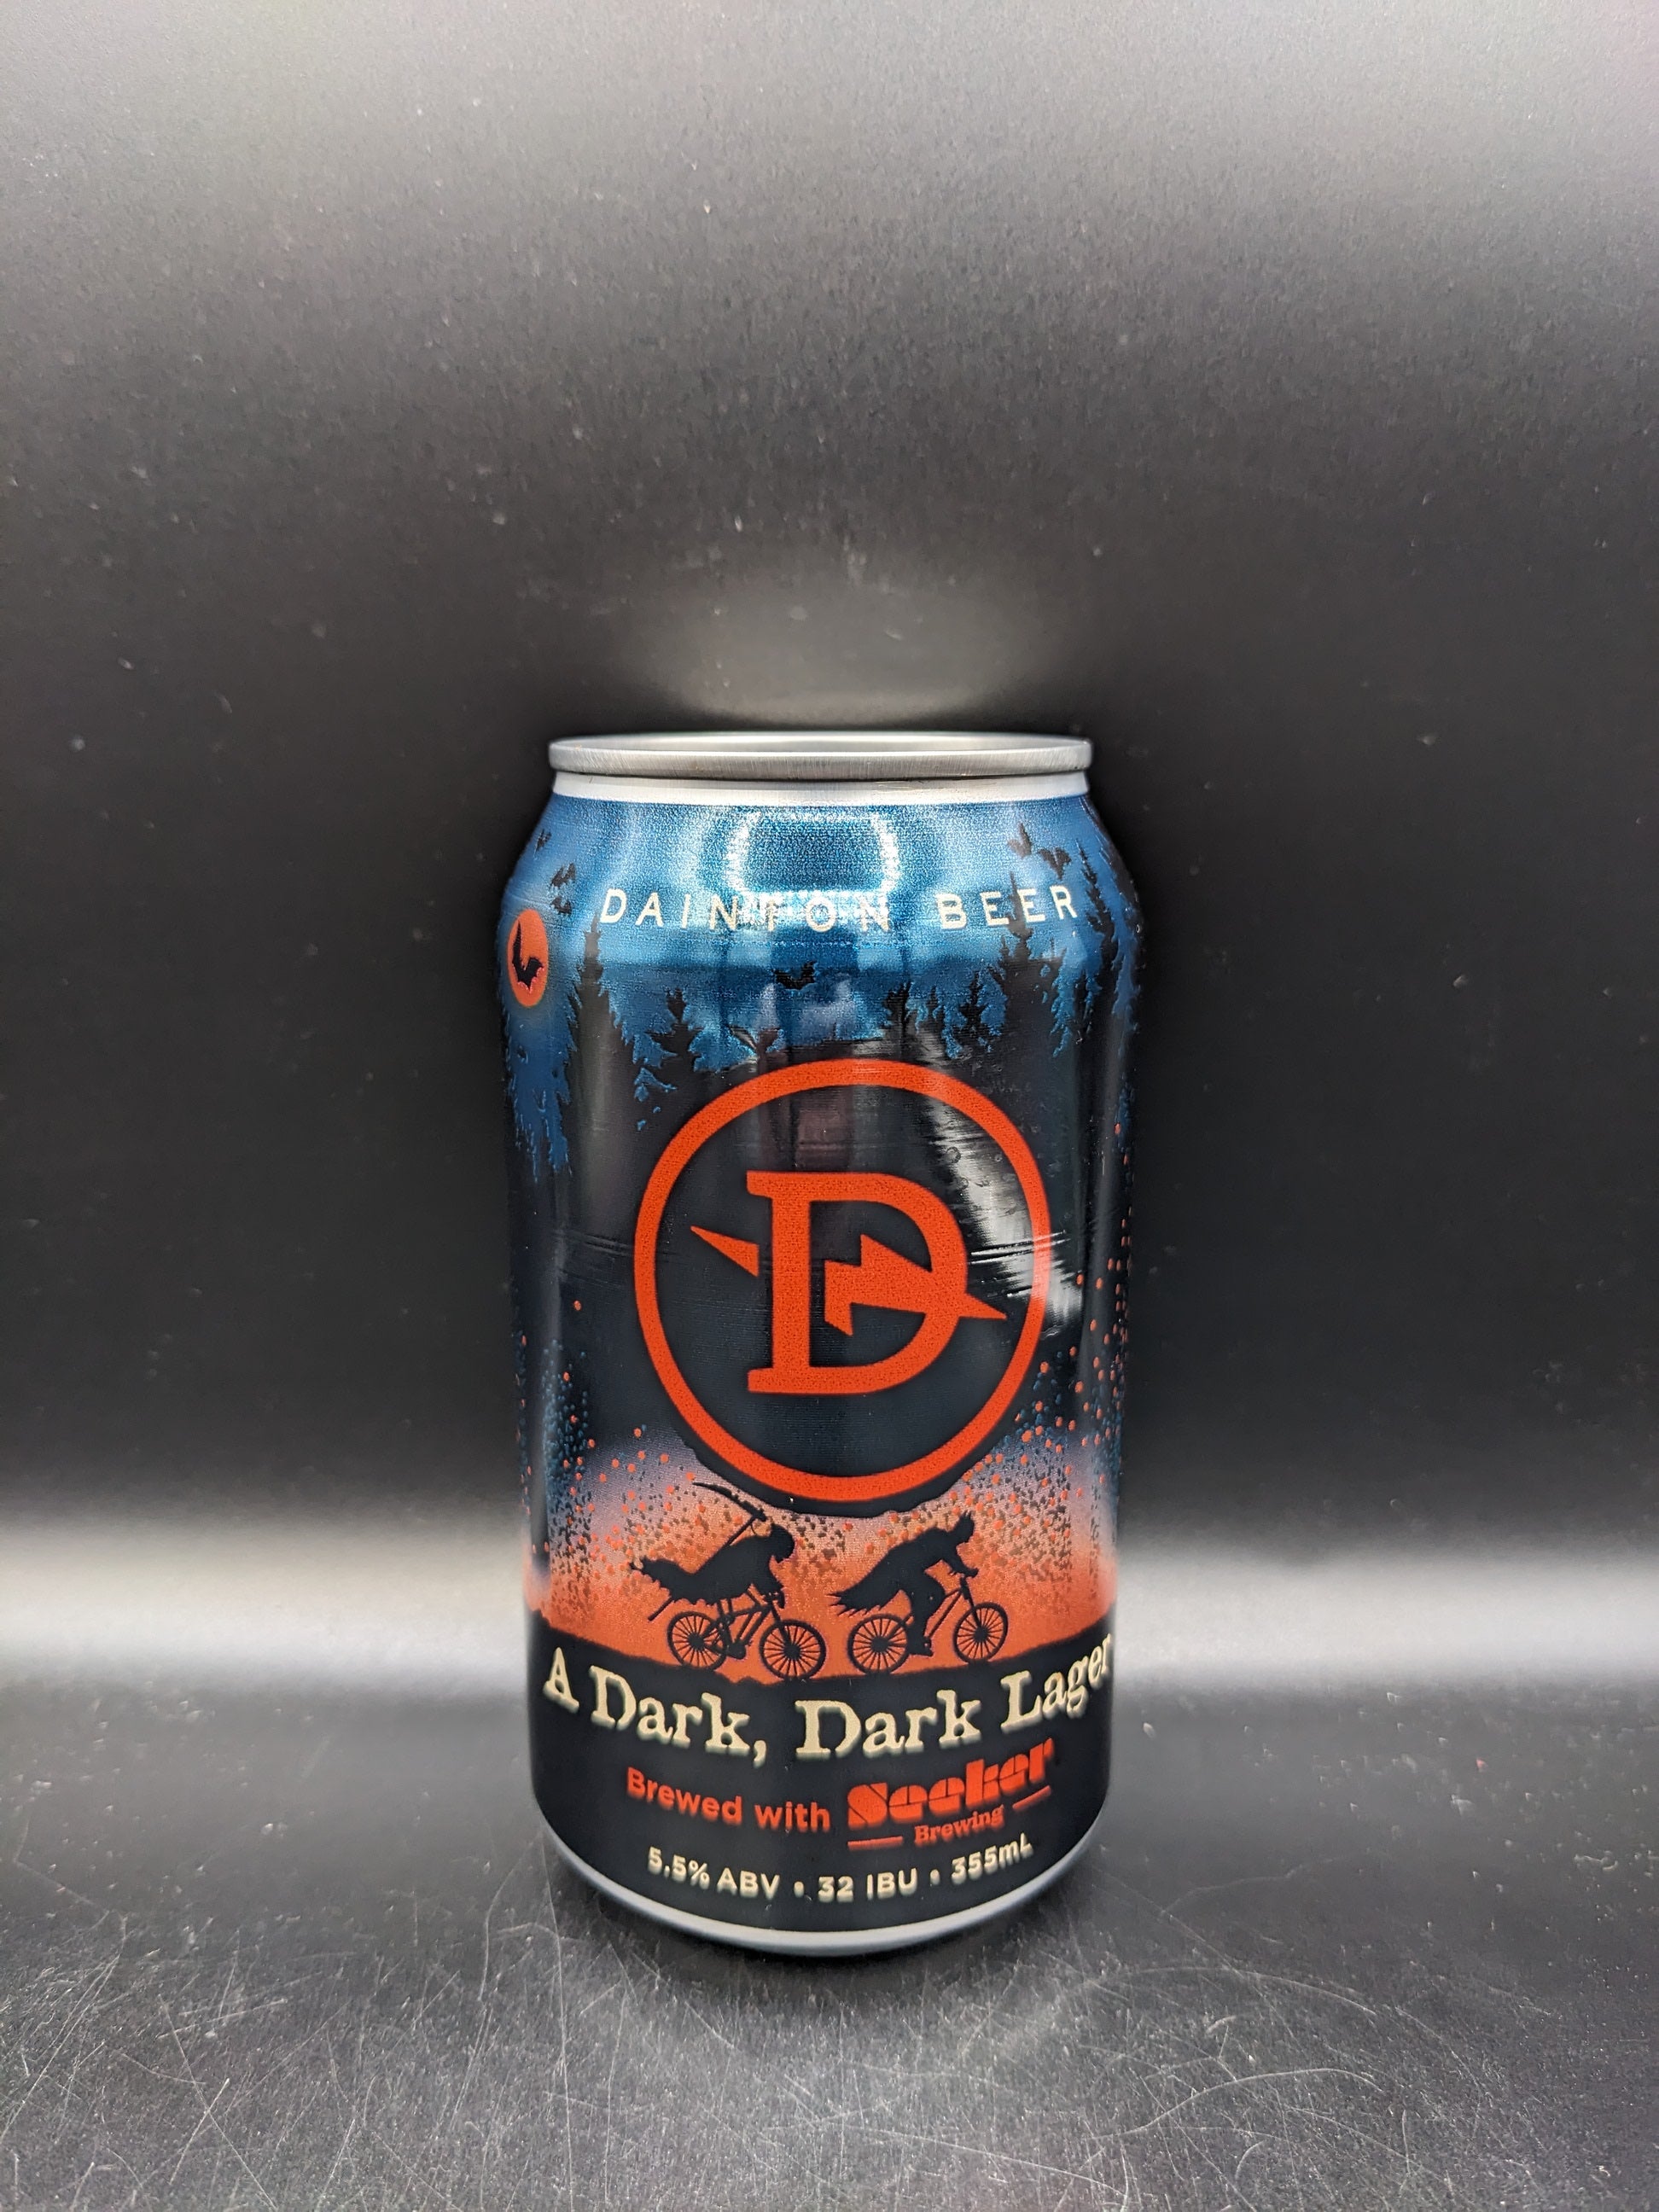 DAINTON BEER
D
A Dark, Dark Lager
Brewed with Seeker
Brewing
5.5% ABV • 32 IBU • 355mL